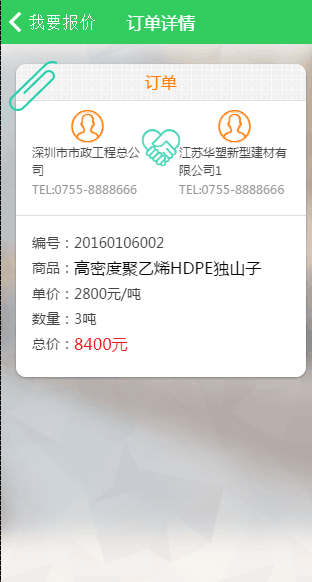 我要报价
订单详情
订单
深圳市市政工程总公司
TEL:0755-8888666
江苏华塑新型建材有限公司1
TEL:0755-8888666
编号：20160106002
商品：高密度聚乙烯HDPE独山子
单价：2800元/吨
数量：3吨
总价：8400元